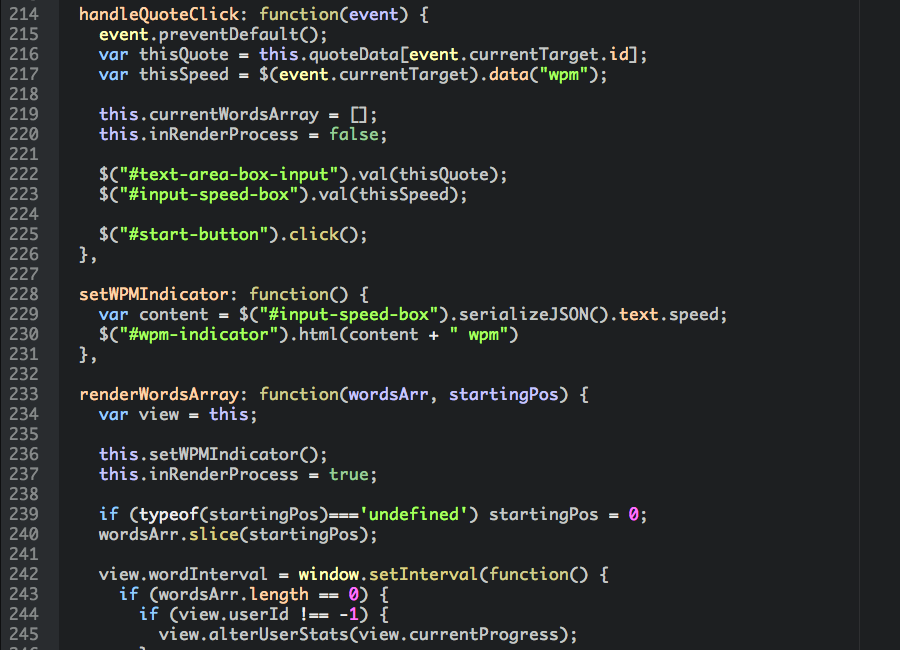 214 handleQuoteClick: function(event) {
215 event.preventDefault();
216 var thisQuote = this.quoteData[event.currentTarget.id];
217 var thisSpeed = $(event.currentTarget).data("wpm");
218
219 this.currentWordsArray = [];
220 this.inRenderProcess = false;
221
222 $("#text-area-box-input").val(thisQuote);
223 $("#input-speed-box").val(thisSpeed);
224
225 $("#start-button").click();
226 },
227
228 setWPMIndicator: function() {
229 var content = $("#input-speed-box").serializeJSON().text.speed;
230 $("#wpm-indicator").html(content + " wpm")
231 },
232
233 renderWordsArray: function(wordsArr, startingPos) {
234 var view = this;
235
236 this.setWPMIndicator();
237 this.inRenderProcess = true;
238
239 if (typeof(startingPos)==='undefined') startingPos = 0;
240 wordsArr.slice(startingPos);
241
242 view.wordInterval = window.setInterval(function() {
243 if (wordsArr.length == 0) {
244 if (view.userId !== -1) {
245 view.alterUserStats(view.currentProgress);